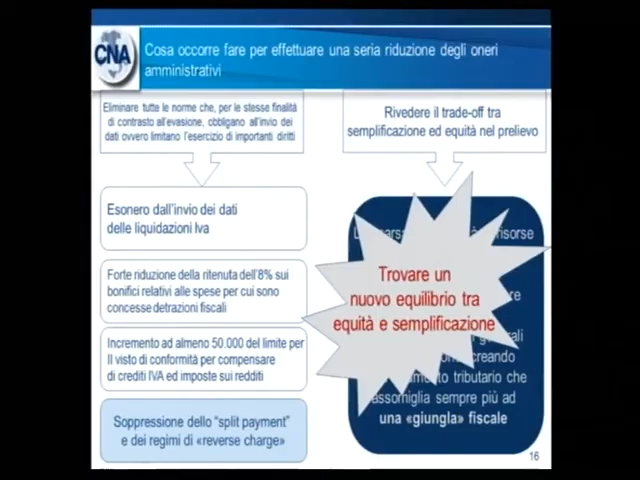 CNA
Cosa occorre fare per effettuare una seria riduzione degli oneri
amministrativi
Eliminare tutte le norme che, per le stesse finalità
di contrasto all'evasione, obbligano all'invio dei
dati ovvero limitano l'esercizio di importanti diritti
Rivedere il trade-off tra
semplificazione ed equità nel prelievo
Esonero dall'invio dei dati
delle liquidazioni Iva
Forte riduzione della ritenuta dell'8% sui
bonifici relativi alle spese per cui sono
concesse detrazioni fiscali
Incremento ad almeno 50.000 del limite per
Il visto di conformità per compensare
di crediti IVA ed imposte sui redditi
Soppressione dello "split payment"
e dei regimi di «reverse charge»
Trovare un
nuovo equilibrio tra
equità e semplificazione
creando
tributario che
assomiglia sempre più ad
una «giungla» fiscale
16